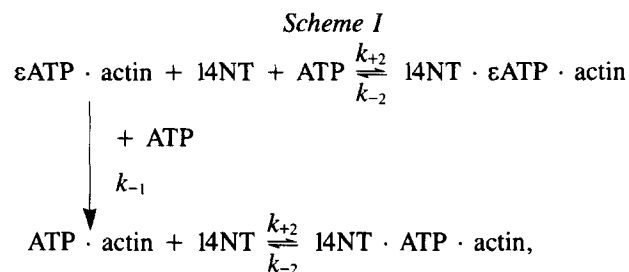 Scheme I
εATP · actin + 14NT + ATP ⇌ 14NT · εATP · actin
k+2
k−2
+ ATP
k−1
ATP · actin + 14NT ⇌ 14NT · ATP · actin,
k+2
k−2